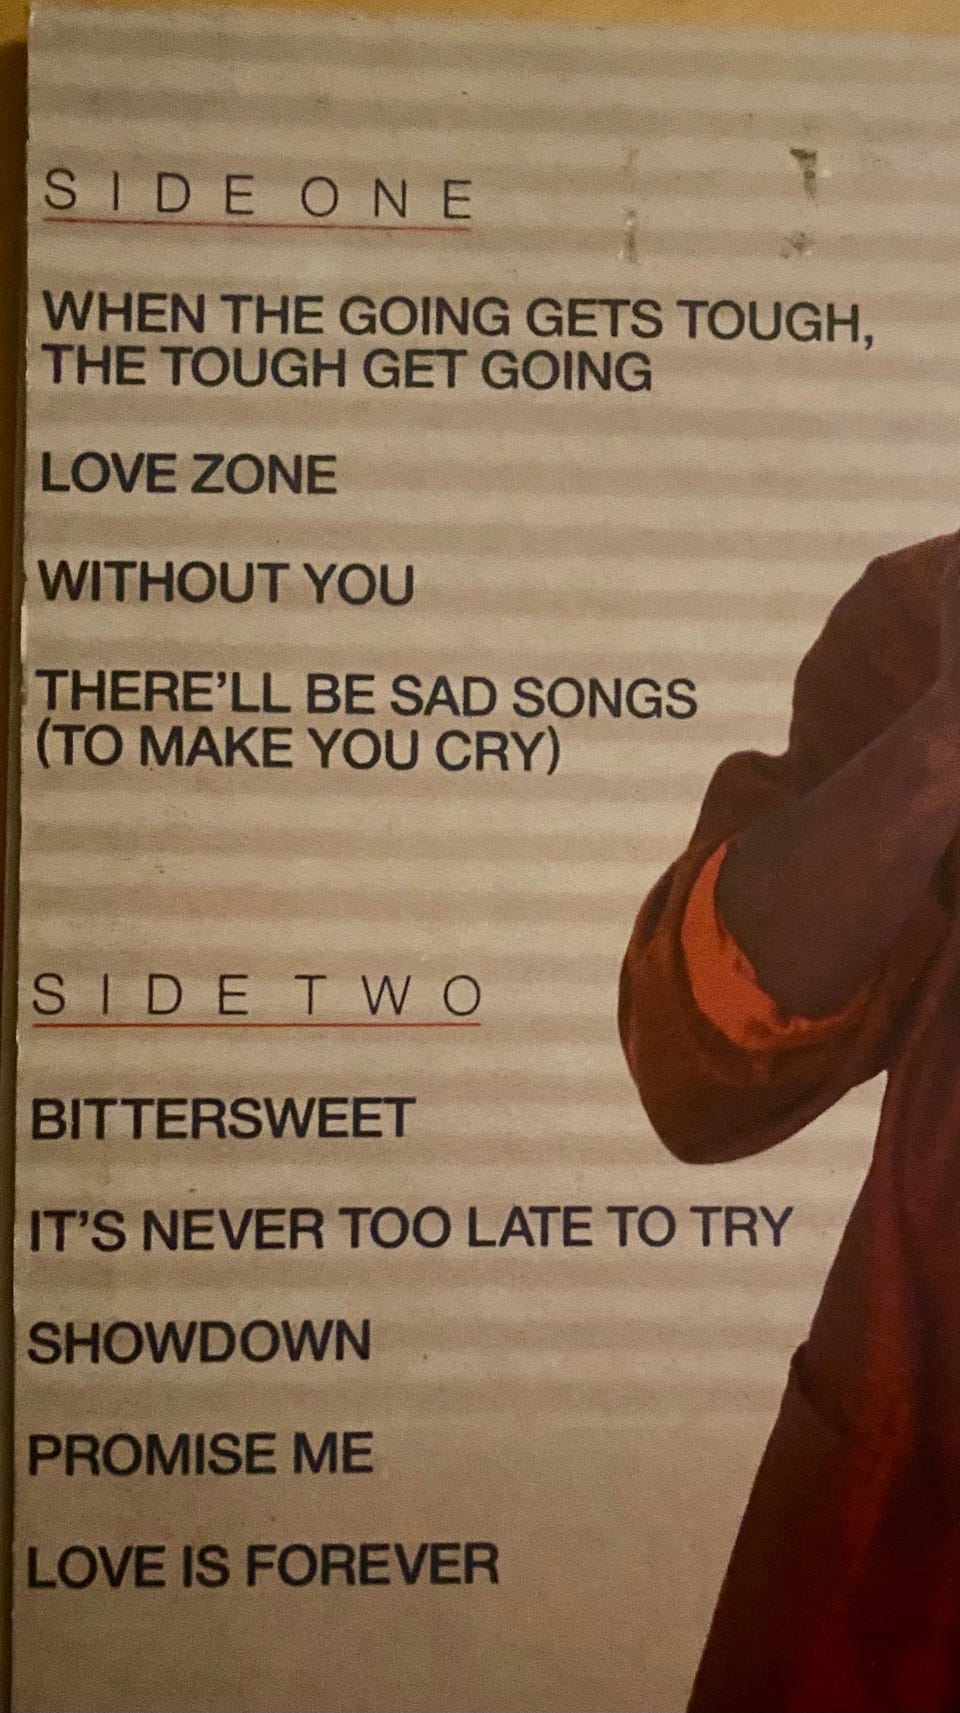 SIDE ONE
WHEN THE GOING GETS TOUGH,
THE TOUGH GET GOING
LOVE ZONE
WITHOUT YOU
THERE'LL BE SAD SONGS
(TO MAKE YOU CRY)
SIDE TWO
BITTERSWEET
IT'S NEVER TOO LATE TO TRY
SHOWDOWN
PROMISE ME
LOVE IS FOREVER